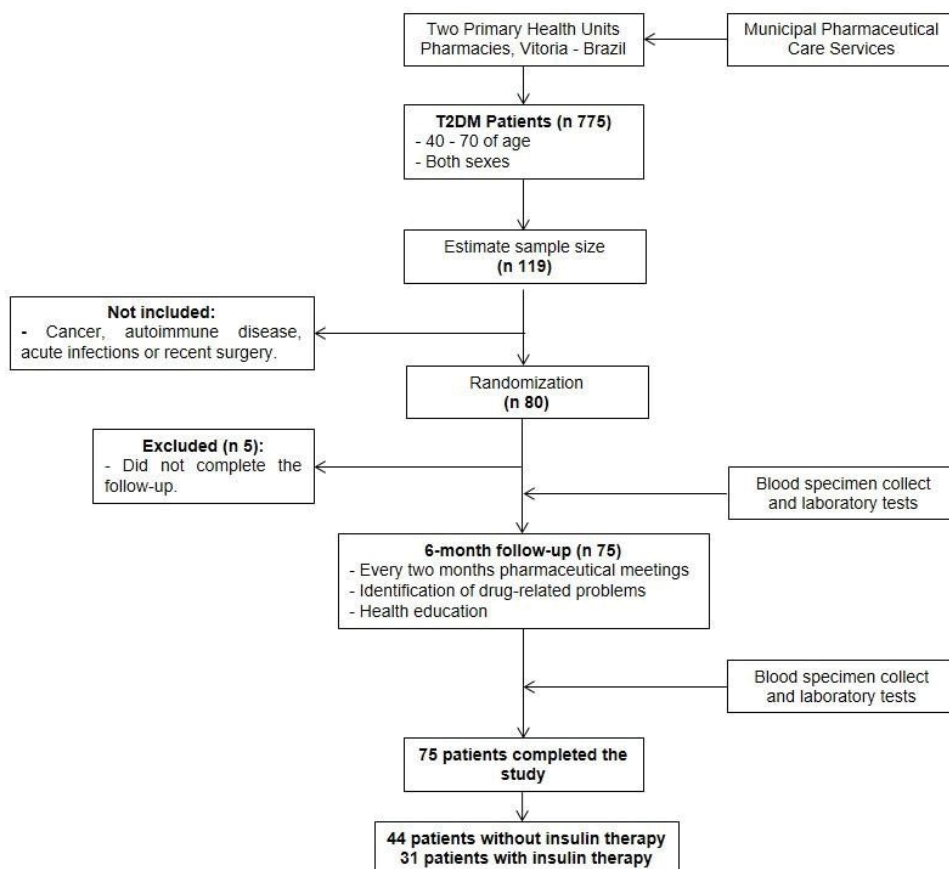 Two Primary Health Units
Pharmacies, Vitoria - Brazil
Municipal Pharmaceutical
Care Services
T2DM Patients (n 775)
- 40 - 70 of age
- Both sexes
Estimate sample size
(n 119)
Not included:
- Cancer, autoimmune disease,
acute infections or recent surgery.
Randomization
(n 80)
Excluded (n 5):
- Did not complete the
follow-up.
Blood specimen collect
and laboratory tests
6-month follow-up (n 75)
- Every two months pharmaceutical meetings
- Identification of drug-related problems
- Health education
Blood specimen collect
and laboratory tests
75 patients completed the
study
44 patients without insulin therapy
31 patients with insulin therapy